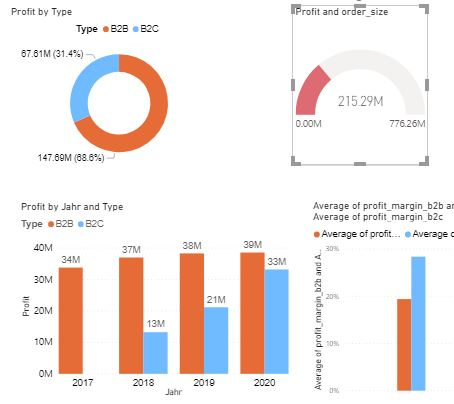 Profit by Type
Type B2B B2C
67.61M (31.4%)
147.69M (68.6%)
Profit and order_size
215.29M
0.00M
776.26M
Profit by Jahr and Type
Type B2B B2C
40M
30M
20M
10M
0M
Profit
34M
37M
13M
38M
21M
39M
33M
2017
2018
2019
2020
Jahr
Average of profit_margin_b2b an
Average of profit_margin_b2c
Average of profit... Average o
30%
20%
10%
0%
Average of profit_margin_b2b and A...